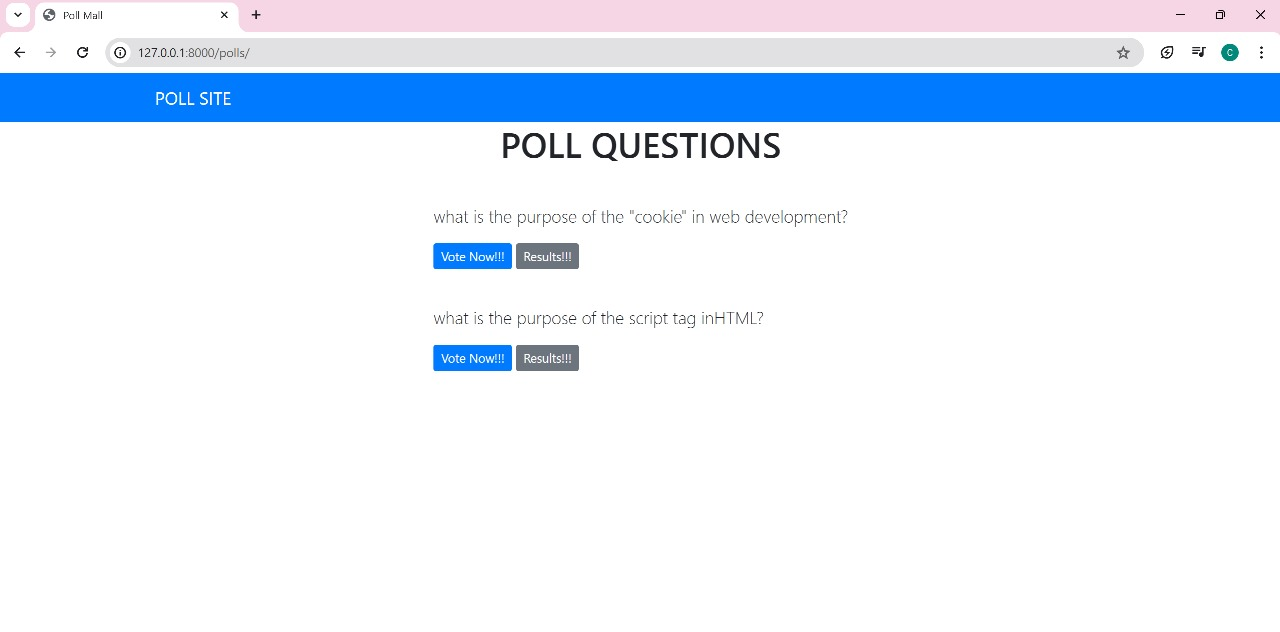 Poll Mall
127.0.0.1:8000/polls/
C
POLL SITE
POLL QUESTIONS
what is the purpose of the "cookie" in web development?
Vote Now!!! Results!!!
what is the purpose of the script tag inHTML?
Vote Now!!! Results!!!